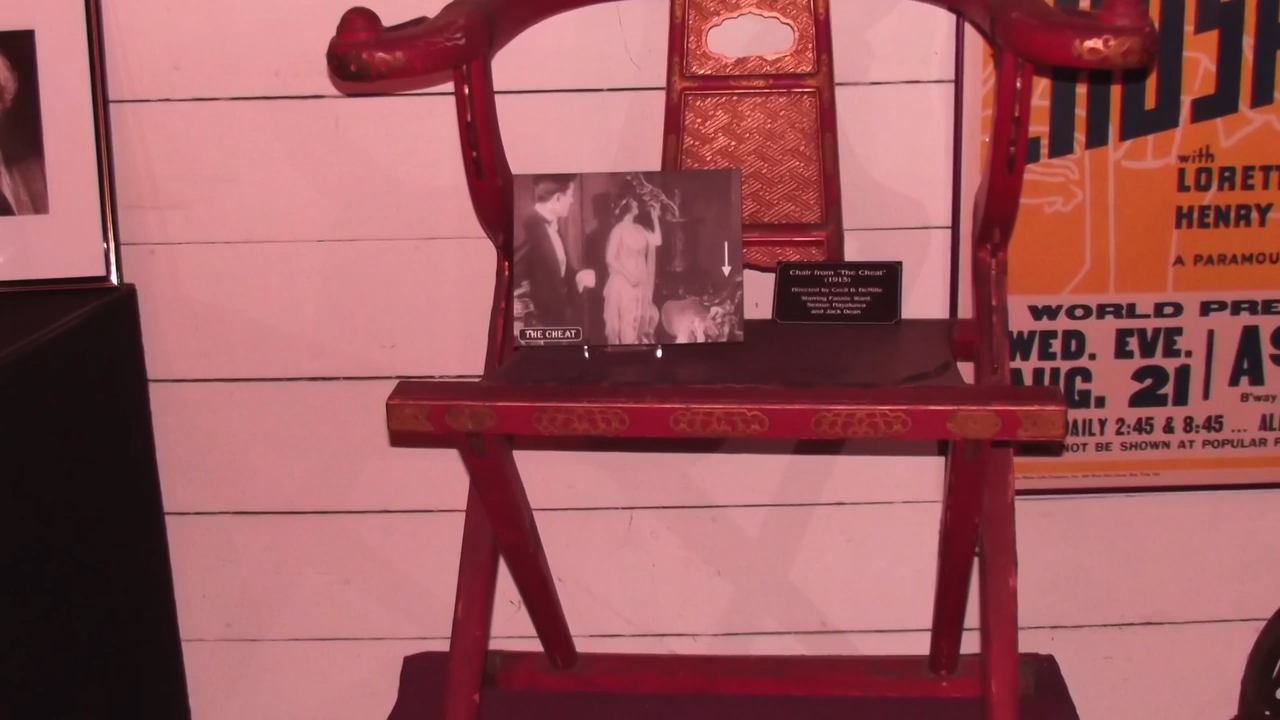 THE CHEAT
Chair from "The Cheat"
(1915)
Directed by Cecil B. DeMille
Starring Fannie Ward,
Sessue Hayakawa
and Jack Dean
with
LORETT
HENRY
A PARAMOU
WORLD PRE
WED. EVE.
AUG. 21
AS
B'way
DAILY 2:45 & 8:45 ... AL
NOT BE SHOWN AT POPULAR P